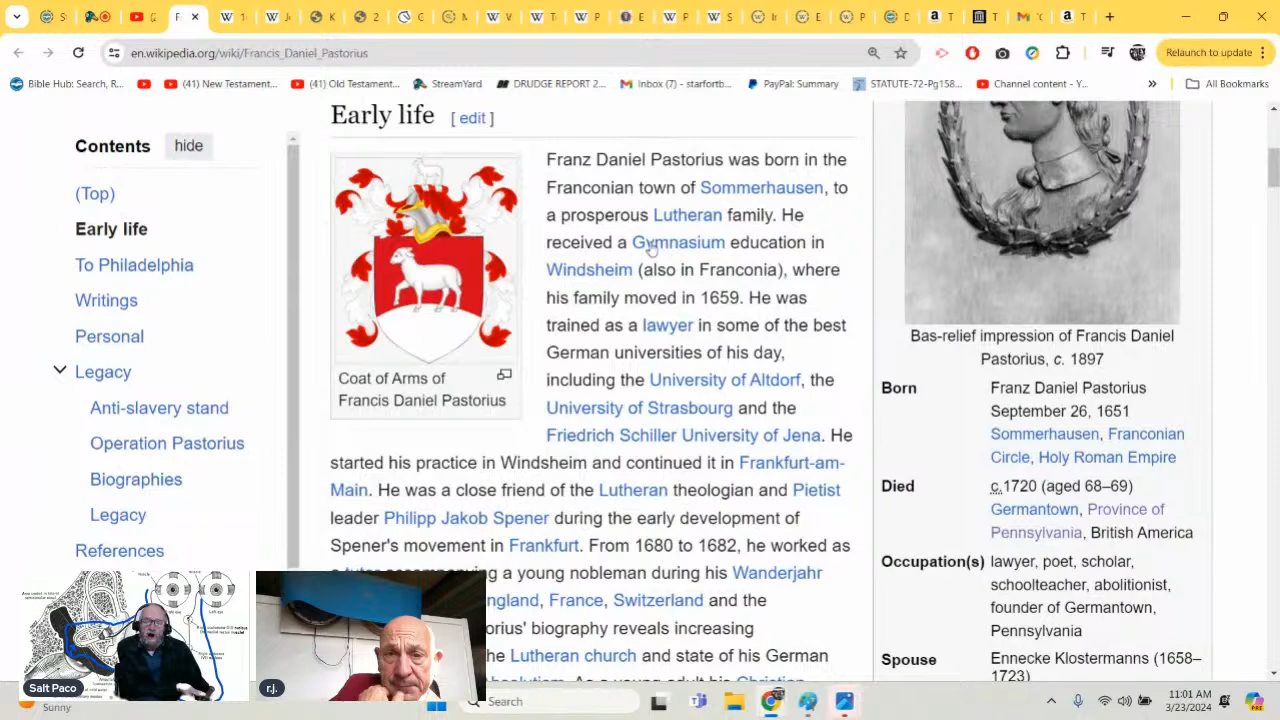 en.wikipedia.org/wiki/Francis_Daniel_Pastorius
Relaunch to update
Bible Hub: Search, R...
(41) New Testament...
(41) Old Testament...
StreamYard
DRUDGE REPORT 2...
Inbox (7) - starfortb...
PayPal: Summary
STATUTE-72-Pg158...
Channel content - Y...
All Bookmarks
Contents
hide
(Top)
Early life
To Philadelphia
Writings
Personal
Legacy
Anti-slavery stand
Operation Pastorius
Biographies
Legacy
References
Early life [ edit ]
Coat of Arms of
Francis Daniel Pastorius
Franz Daniel Pastorius was born in the
Franconian town of Sommerhausen, to
a prosperous Lutheran family. He
received a Gymnasium education in
Windsheim (also in Franconia), where
his family moved in 1659. He was
trained as a lawyer in some of the best
German universities of his day,
including the University of Altdorf, the
University of Strasbourg and the
Friedrich Schiller University of Jena. He
started his practice in Windsheim and continued it in Frankfurt-am-
Main. He was a close friend of the Lutheran theologian and Pietist
leader Philipp Jakob Spener during the early development of
Spener's movement in Frankfurt. From 1680 to 1682, he worked as
a tutor accompanying a young nobleman during his Wanderjahr
England, France, Switzerland and the
biography reveals increasing
the Lutheran church and state of his German
Bas-relief impression of Francis Daniel
Pastorius, c. 1897
Born
Franz Daniel Pastorius
September 26, 1651
Sommerhausen, Franconian
Circle, Holy Roman Empire
Died
c. 1720 (aged 68–69)
Germantown, Province of
Pennsylvania, British America
Occupation(s)
lawyer, poet, scholar,
schoolteacher, abolitionist,
founder of Germantown,
Pennsylvania
Spouse
Ennecke Klostermanns (1658–
1723)
Salt Paco
r.j.
Sunny
Search
11:01 AM
3/23/2024